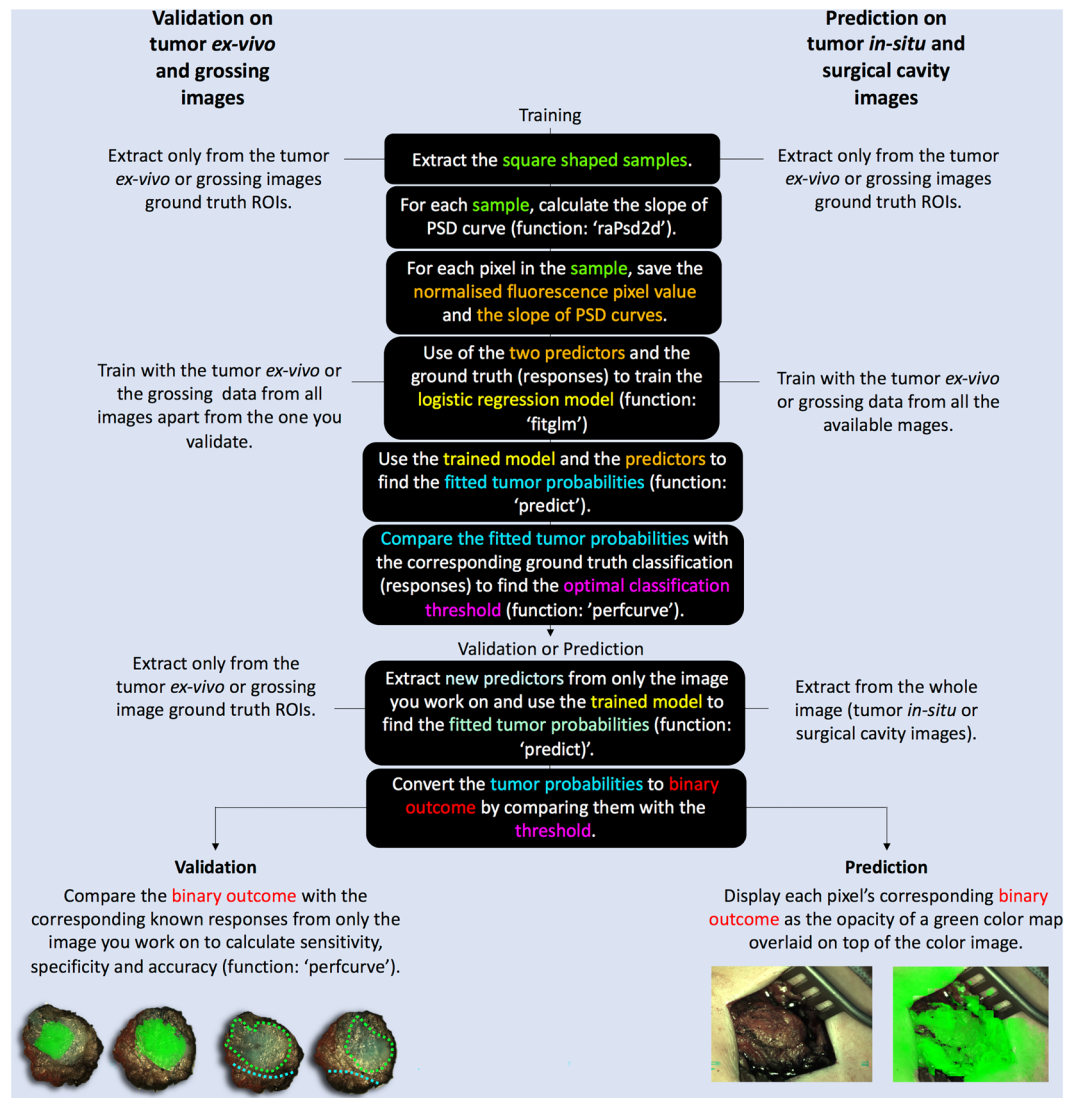 Validation on
tumor ex-vivo
and grossing
images
Prediction on
tumor in-situ and
surgical cavity
images
Training
Extract only from the tumor
ex-vivo or grossing images
ground truth ROIs.
Extract the square shaped samples.
Extract only from the tumor
ex-vivo or grossing images
ground truth ROIs.
For each sample, calculate the slope of
PSD curve (function: ‘raPsd2d’).
For each pixel in the sample, save the
normalised fluorescence pixel value
and the slope of PSD curves.
Train with the tumor ex-vivo or
the grossing data from all
images apart from the one you
validate.
Use of the two predictors and the
ground truth (responses) to train the
logistic regression model (function:
‘fitglm’)
Train with the tumor ex-vivo
or grossing data from all the
available mages.
Use the trained model and the predictors to
find the fitted tumor probabilities (function:
‘predict’).
Compare the fitted tumor probabilities with
the corresponding ground truth classification
(responses) to find the optimal classification
threshold (function: ’perfcurve’).
Validation or Prediction
Extract only from the
tumor ex-vivo or grossing
image ground truth ROIs.
Extract new predictors from only the image
you work on and use the trained model to
find the fitted tumor probabilities (function:
‘predict)’.
Extract from the whole
image (tumor in-situ or
surgical cavity images).
Convert the tumor probabilities to binary
outcome by comparing them with the
threshold.
Validation
Compare the binary outcome with the
corresponding known responses from only the
image you work on to calculate sensitivity,
specificity and accuracy (function: ‘perfcurve’).
Prediction
Display each pixel’s corresponding binary
outcome as the opacity of a green color map
overlaid on top of the color image.